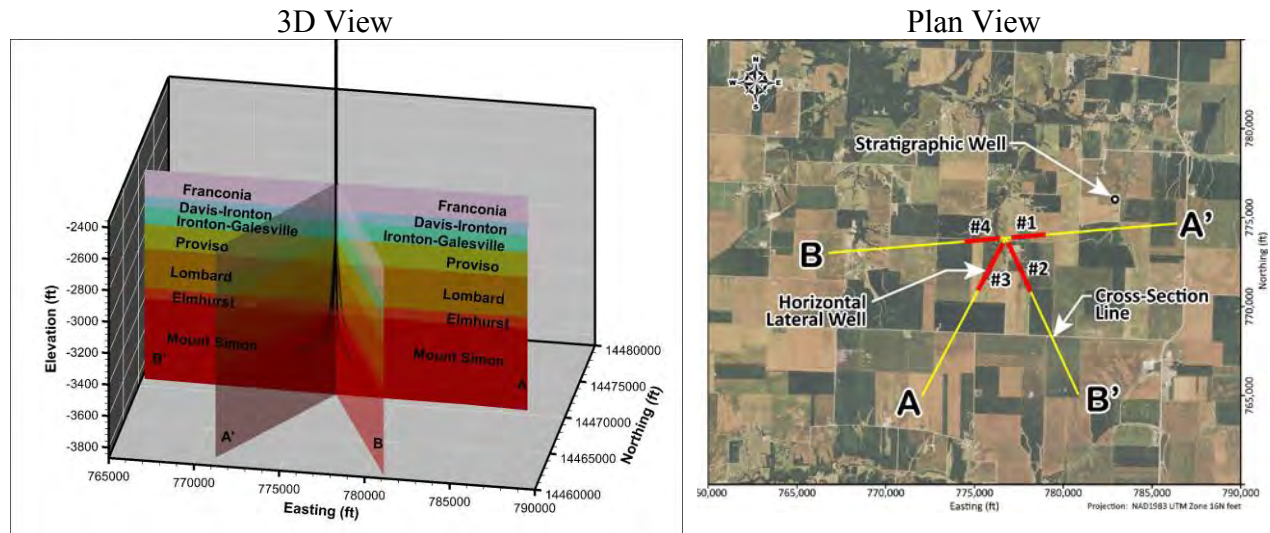 3D View
Franconia
Davis-Ironton
Ironton-Galesville
Proviso
Lombard
Elmhurst
Mount Simon
B'
Franconia
Davis-Ironton
Ironton-Galesville
Proviso
Lombard
Elmhurst
Mount Simon
A
A'
B
Elevation (ft)
-2400
-2600
-2800
-3000
-3200
-3400
-3600
-3800
765000
770000
775000
780000
785000
790000
Easting (ft)
14480000
14475000
14470000
14465000
14460000
Northing (ft)
Plan View
N
W E
S
Stratigraphic Well
A'
#4 #1
B
#2
#3
Horizontal
Lateral Well
Cross-Section
Line
A
B'
780,000
775,000
770,000
765,000
Northing (ft)
765,000 770,000 775,000 780,000 785,000 790,000
Easting (ft)
Projection: NAD1983 UTM Zone 16N feet